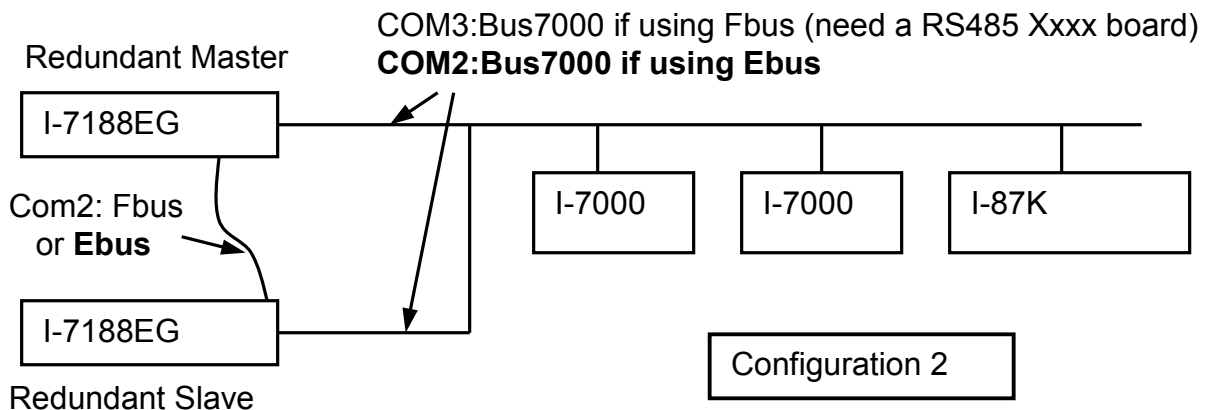 COM3:Bus7000 if using Fbus (need a RS485 Xxxx board)
Redundant Master
COM2:Bus7000 if using Ebus
I-7188EG
Com2: Fbus
or Ebus
I-7000
I-7000
I-87K
I-7188EG
Configuration 2
Redundant Slave